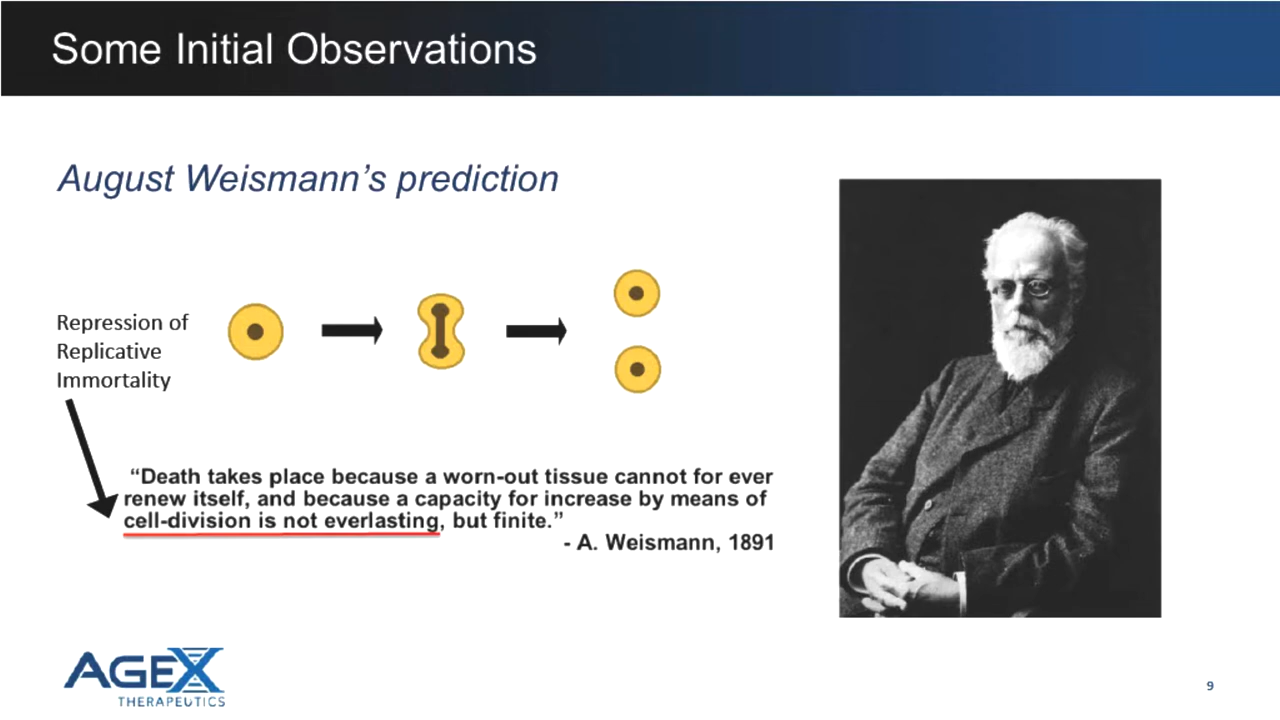 Some Initial Observations
August Weismann’s prediction
Repression of
Replicative
Immortality
“Death takes place because a worn-out tissue cannot for ever
renew itself, and because a capacity for increase by means of
cell-division is not everlasting, but finite.”
- A. Weismann, 1891
AGEX
THERAPEUTICS
9